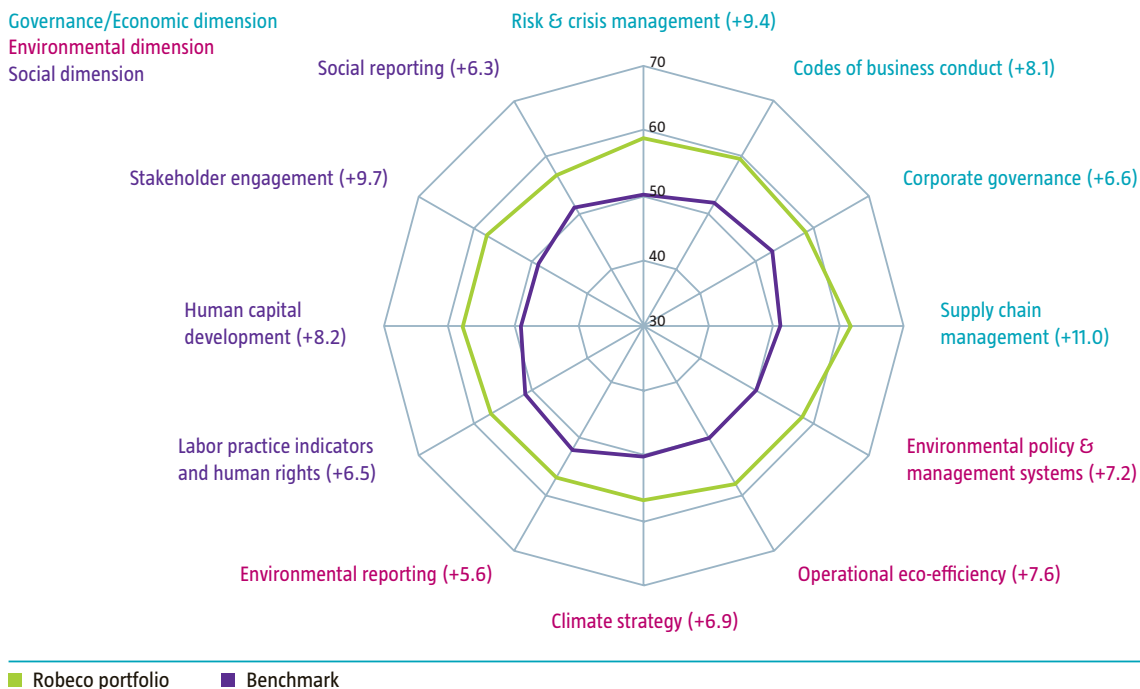 Governance/Economic dimension
Environmental dimension
Social dimension
Risk & crisis management (+9.4)
Social reporting (+6.3)
Codes of business conduct (+8.1)
Stakeholder engagement (+9.7)
Corporate governance (+6.6)
Human capital
development (+8.2)
Supply chain
management (+11.0)
Labor practice indicators
and human rights (+6.5)
Environmental policy &
management systems (+7.2)
Environmental reporting (+5.6)
Operational eco-efficiency (+7.6)
Climate strategy (+6.9)
70
60
50
40
30
Robeco portfolio
Benchmark